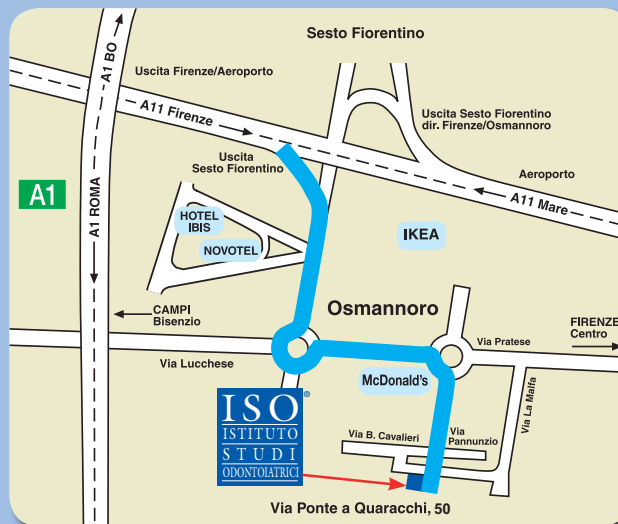 Sesto Fiorentino
A1 BO
Uscita Firenze/Aeroporto
A11 Firenze
Uscita Sesto Fiorentino
dir. Firenze/Osmannoro
Uscita
Sesto Fiorentino
Aeroporto
A1
A1 ROMA
A11 Mare
HOTEL
IBIS
NOVOTEL
IKEA
CAMPI
Bisenzio
Osmannoro
FIRENZE
Centro
Via Lucchese
Via Pratese
McDonald's
Via La Malfa
ISO®
ISTITUTO
STUDI
ODONTOIATRICI
Via B. Cavalieri
Via
Pannunzio
Via Ponte a Quaracchi, 50